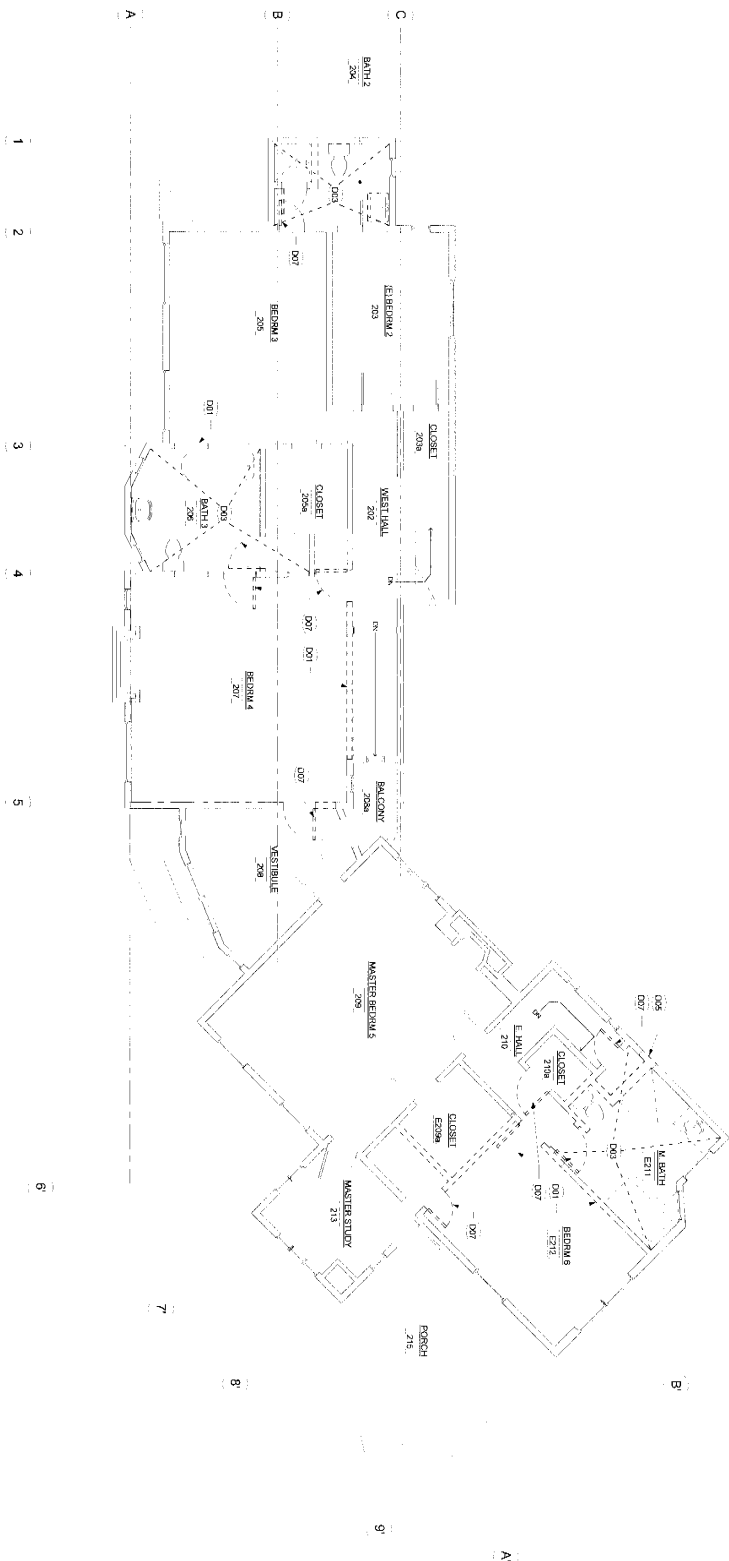 A
B
C
BATH 2
204
1
D03
2
D07
(E) BEDRM 2
203
BEDRM 3
205
D01
CLOSET
203a
3
WEST HALL
202
CLOSET
205a
D03
BATH 3
206
4
DN
DN
D07
D01
BEDRM 4
207
D07
BALCONY
208a
5
VESTIBULE
208
MASTER BEDRM 5
209
D05
D07
DN
E. HALL
210
CLOSET
210a
CLOSET
E209a
D03
M. BATH
E211
D01
D07
BEDRM 6
E212
D07
MASTER STUDY
213
PORCH
215
6'
7'
8'
B'
9'
A'